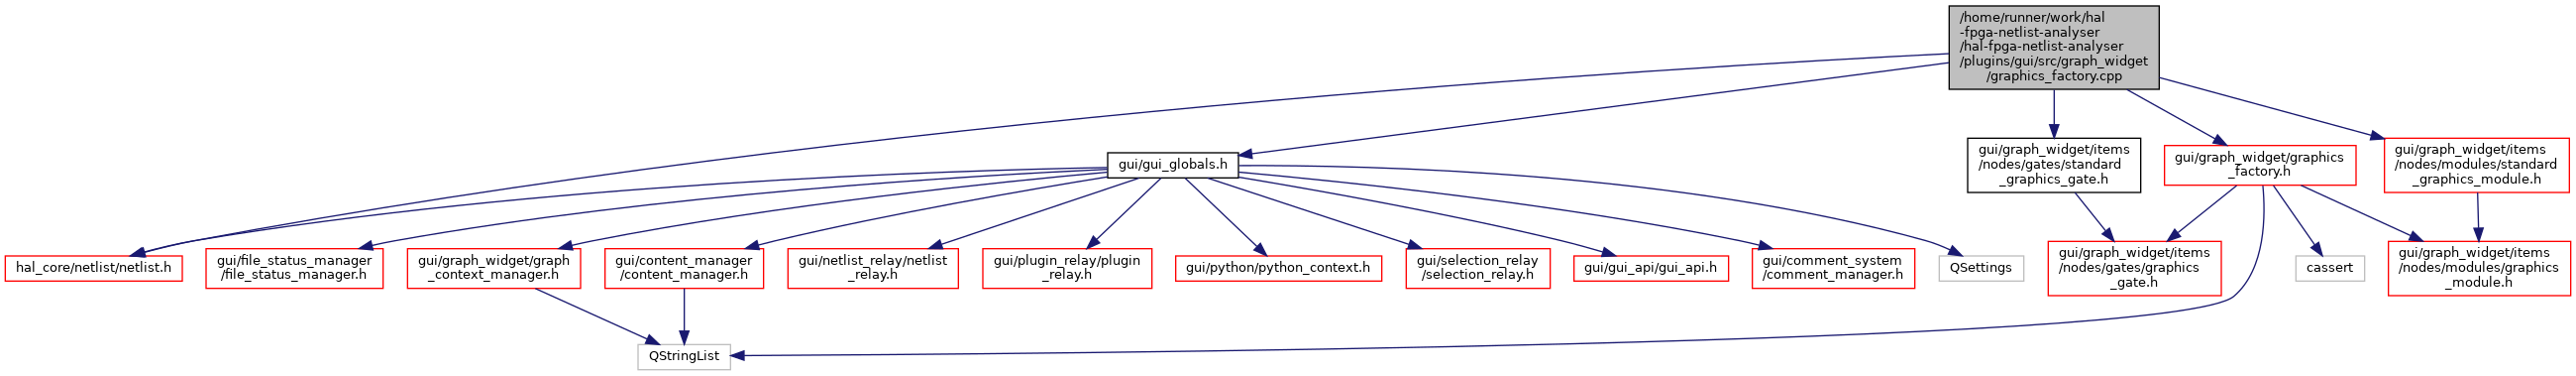 /home/runner/work/hal
-fpga-netlist-analyser
/hal-fpga-netlist-analyser
/plugins/gui/src/graph_widget
/graphics_factory.cpp
gui/gui_globals.h
gui/graph_widget/items
/nodes/gates/standard
_graphics_gate.h
gui/graph_widget/graphics
_factory.h
gui/graph_widget/items
/nodes/modules/standard
_graphics_module.h
hal_core/netlist/netlist.h
gui/file_status_manager
/file_status_manager.h
gui/graph_widget/graph
_context_manager.h
gui/content_manager
/content_manager.h
gui/netlist_relay/netlist
_relay.h
gui/plugin_relay/plugin
_relay.h
gui/python/python_context.h
gui/selection_relay
/selection_relay.h
gui/gui_api/gui_api.h
gui/comment_system
/comment_manager.h
QSettings
gui/graph_widget/items
/nodes/gates/graphics
_gate.h
cassert
gui/graph_widget/items
/nodes/modules/graphics
_module.h
QStringList